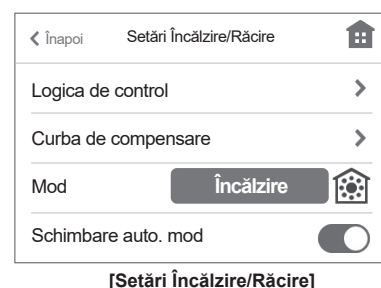 Înapoi Setări Încălzire/Răcire
Logica de control
Curba de compensare
Mod Încălzire
Schimbare auto. mod
[Setări Încălzire/Răcire]